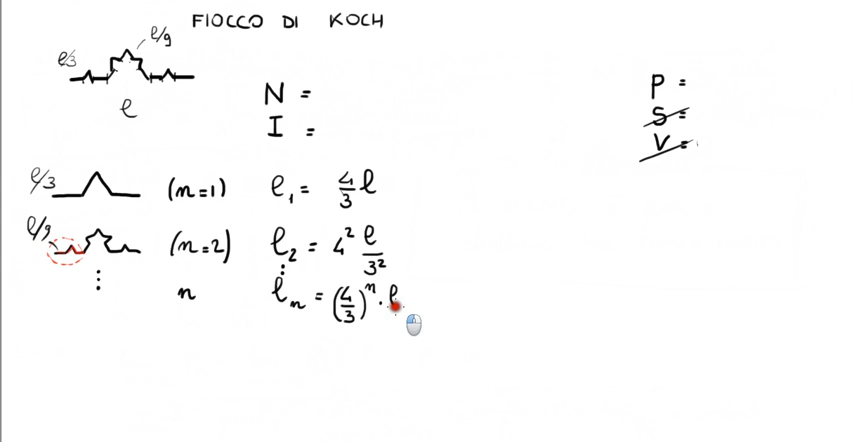 FIOCCO DI KOCH
ℓ/3
ℓ/9
ℓ
N =
I =
P =
S =
V =
ℓ/3 (n=1) ℓ₁ = 4/3 ℓ
ℓ/9 (n=2) ℓ₂ = 4² ℓ/3²
⋮ ⋮
n ℓₙ = (4/3)ⁿ · ℓ